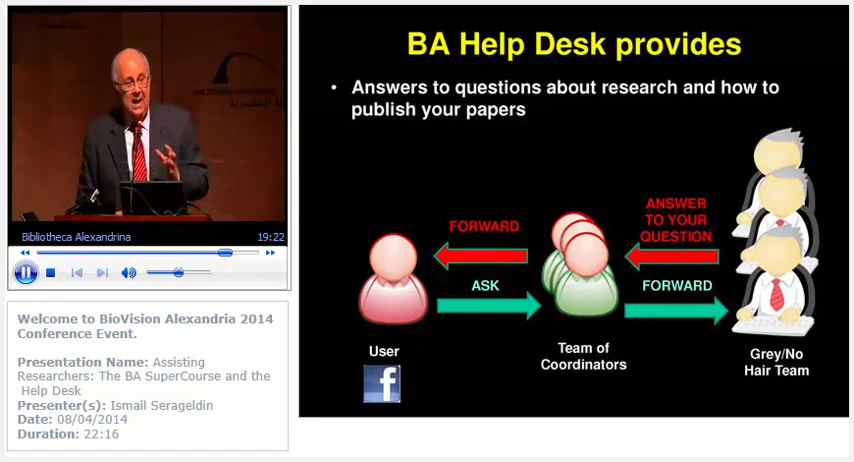 Bibliotheca Alexandrina 19:22
Welcome to BioVision Alexandria 2014
Conference Event.
Presentation Name: Assisting
Researchers: The BA SuperCourse and the
Help Desk
Presenter(s): Ismail Serageldin
Date: 08/04/2014
Duration: 22:16
BA Help Desk provides
• Answers to questions about research and how to
publish your papers
FORWARD
ANSWER
TO YOUR
QUESTION
ASK
FORWARD
User
Team of
Coordinators
Grey/No
Hair Team
f